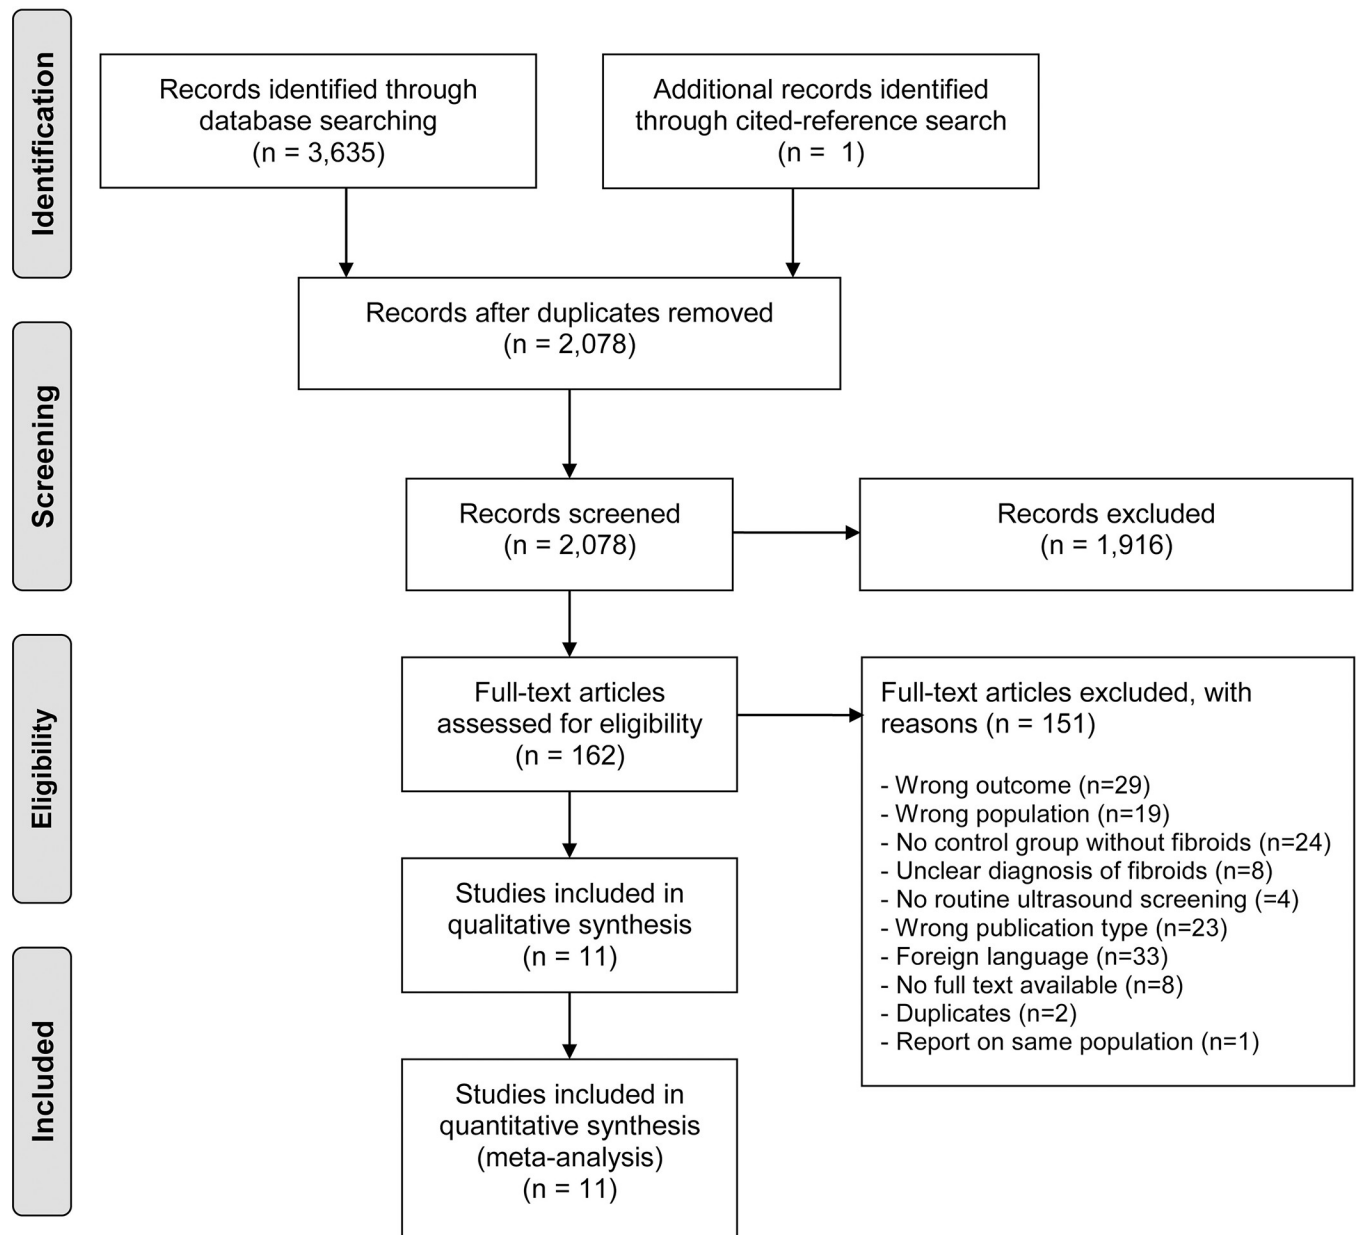 Identification
Records identified through
database searching
(n = 3,635)
Additional records identified
through cited-reference search
(n =  1)
Records after duplicates removed
(n = 2,078)
Screening
Records screened
(n = 2,078)
Records excluded
(n = 1,916)
Eligibility
Full-text articles
assessed for eligibility
(n = 162)
Full-text articles excluded, with
reasons (n = 151)
- Wrong outcome (n=29)
- Wrong population (n=19)
- No control group without fibroids (n=24)
- Unclear diagnosis of fibroids (n=8)
- No routine ultrasound screening (=4)
- Wrong publication type (n=23)
- Foreign language (n=33)
- No full text available (n=8)
- Duplicates (n=2)
- Report on same population (n=1)
Studies included in
qualitative synthesis
(n = 11)
Included
Studies included in
quantitative synthesis
(meta-analysis)
(n = 11)